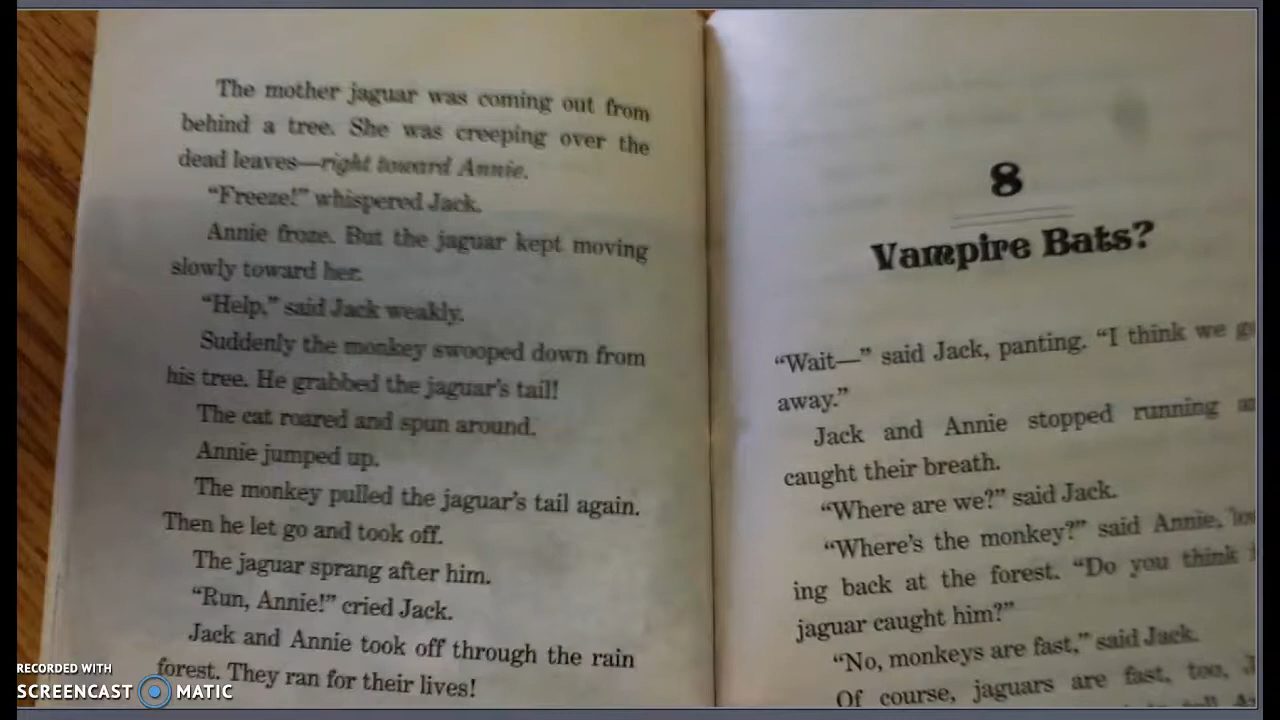 The mother jaguar was coming out from
behind a tree. She was creeping over the
dead leaves—right toward Annie.
"Freeze!" whispered Jack.
Annie froze. But the jaguar kept moving
slowly toward her.
"Help," said Jack weakly.
Suddenly the monkey swooped down from
his tree. He grabbed the jaguar's tail!
The cat roared and spun around.
Annie jumped up.
The monkey pulled the jaguar's tail again.
Then he let go and took off.
The jaguar sprang after him.
"Run, Annie!" cried Jack.
Jack and Annie took off through the rain
forest. They ran for their lives!
8
Vampire Bats?
"Wait—" said Jack, panting. "I think we
away."
Jack and Annie stopped running
caught their breath.
"Where are we?" said Jack.
"Where's the monkey?" said Annie,
ing back at the forest. "Do you think
jaguar caught him?"
"No, monkeys are fast," said Jack.
Of course, jaguars are fast, too,
RECORDED WITH
SCREENCAST MATIC